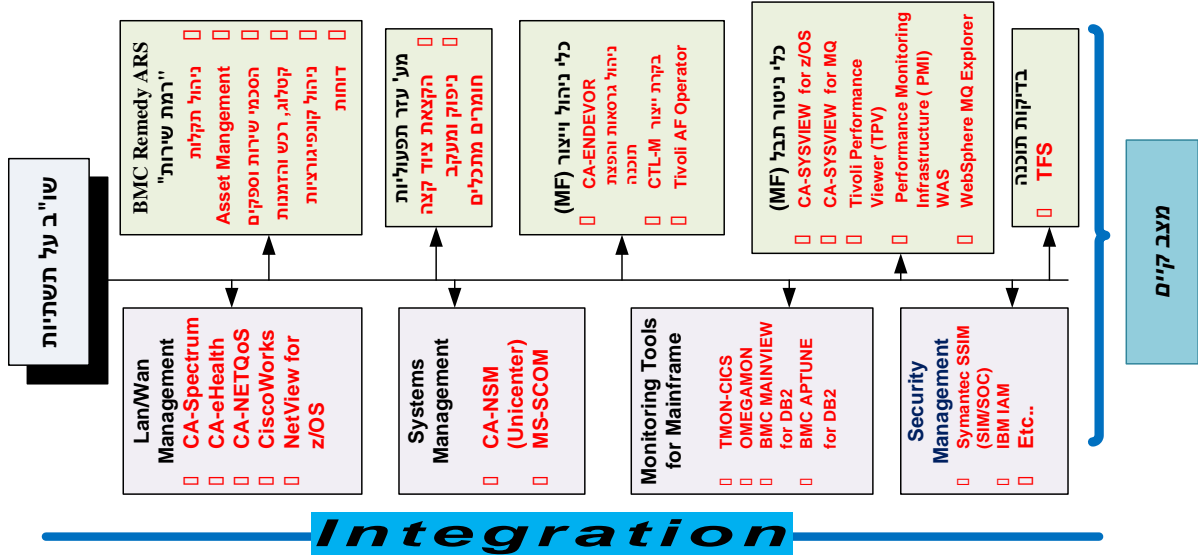 שו"ב על תשתיות
Lan/Wan
Management
CA-Spectrum
CA-eHealth
CA-NETQoS
CiscoWorks
NetView for
z/OS
Systems
Management
CA-NSM
(Unicenter)
MS-SCOM
Monitoring Tools
for Mainframe
TMON-CICS
OMEGAMON
BMC MAINVIEW
for DB2
BMC APTUNE
for DB2
Security
Management
Symantec SSIM
(SIM/SOC)
IBM IAM
Etc..
BMC Remedy ARS
"רמת שירות"
ניהול תקלות
Asset Mangement
הסכמי שירות וספקים
קטלוג, רכש והזמנות
ניהול קונפיגורציות
דוחות
מע' עזר תפעוליות
הקצאת ציוד קצה
ניפוק ומעקב
חומרים מתכלים
כלי ניהול וייצור (MF)
CA-ENDEVOR
ניהול גרסאות והפצת
תוכנה
בקרת ייצור CTL-M
Tivoli AF Operator
כלי ניטור תבל (MF)
CA-SYSVIEW for z/OS
CA-SYSVIEW for MQ
Tivoli Performance
Viewer (TPV)
Performance Monitoring
Infrastructure ( PMI)
WAS
WebSphere MQ Explorer
בדיקות תוכנה
TFS
מצב קיים
Integration